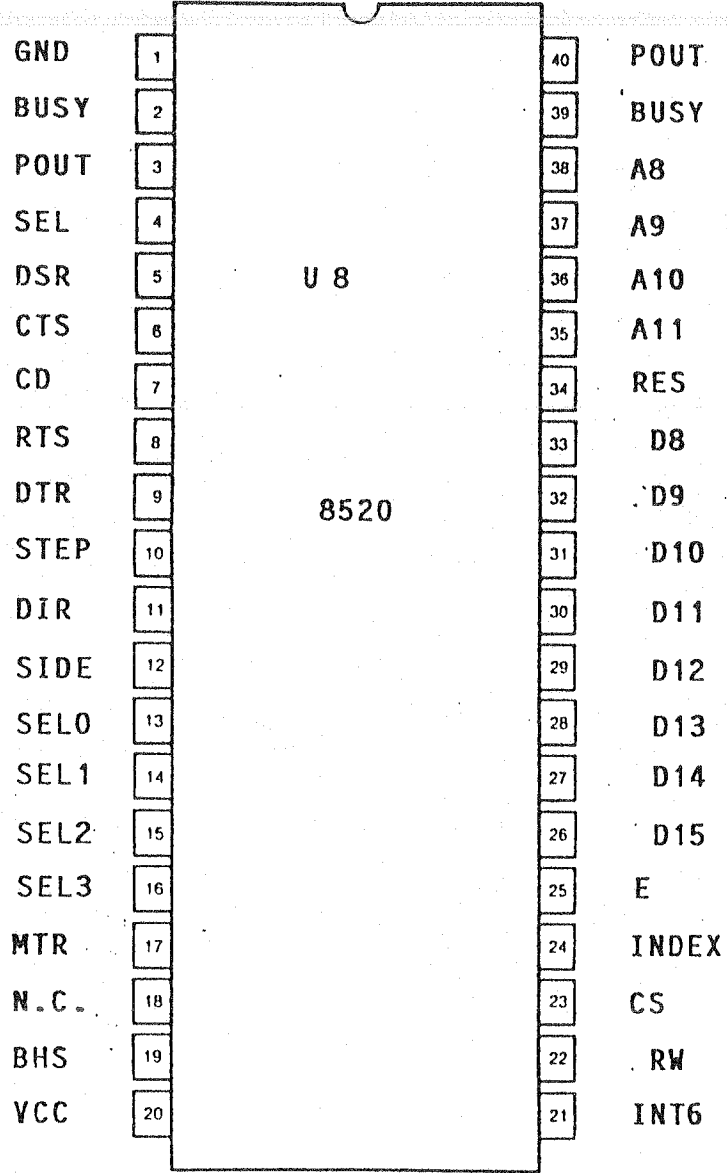 GND 1 40 POUT
BUSY 2 39 BUSY
POUT 3 38 A8
SEL 4 37 A9
DSR 5 U 8 36 A10
CTS 6 35 A11
CD 7 34 RES
RTS 8 33 D8
DTR 9 8520 32 D9
STEP 10 31 D10
DIR 11 30 D11
SIDE 12 29 D12
SEL0 13 28 D13
SEL1 14 27 D14
SEL2 15 26 D15
SEL3 16 25 E
MTR 17 24 INDEX
N.C. 18 23 CS
BHS 19 22 RW
VCC 20 21 INT6